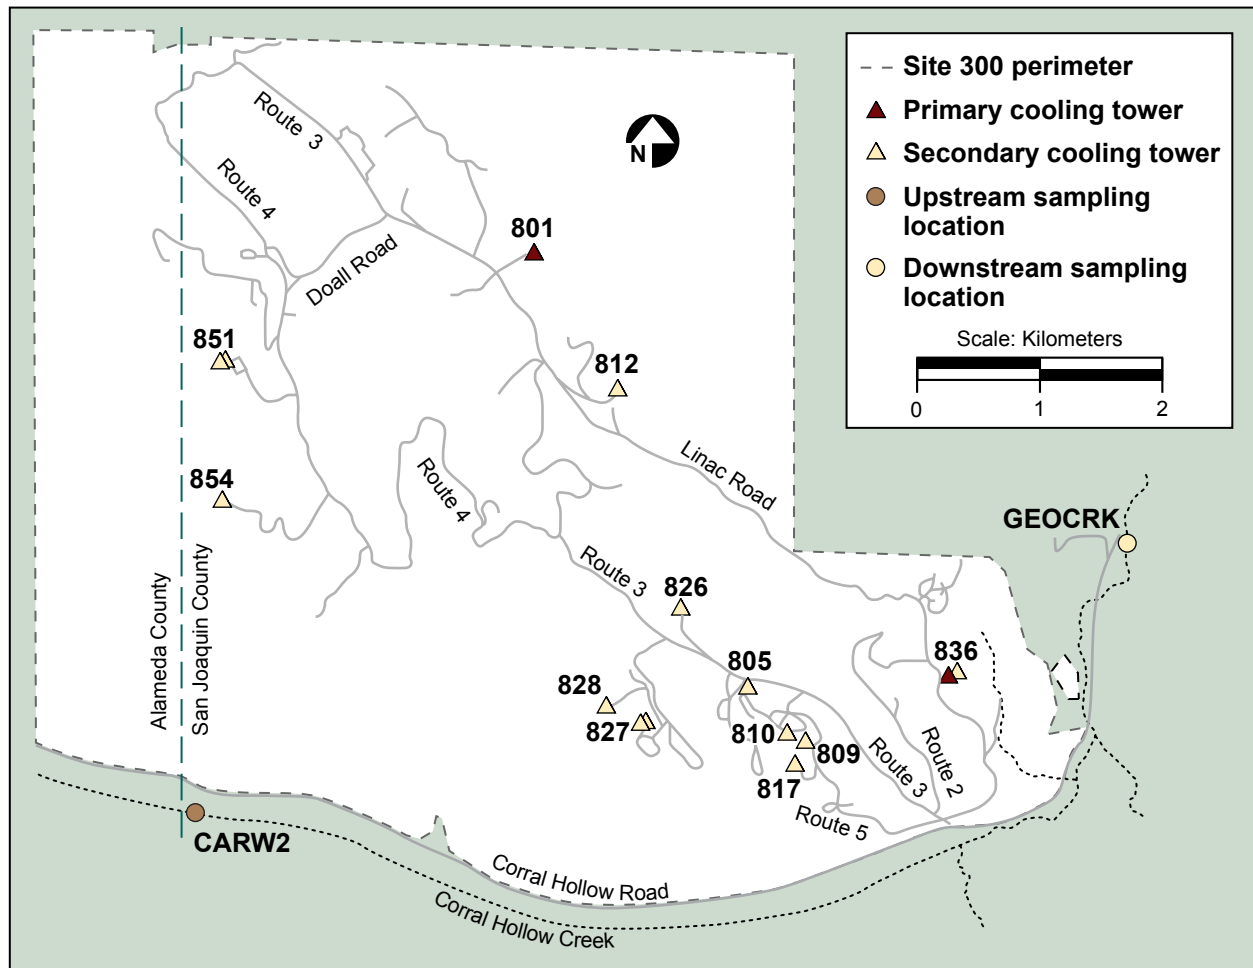 Site 300 perimeter
Primary cooling tower
Secondary cooling tower
Upstream sampling
location
Downstream sampling
location
Scale: Kilometers
0 1 2
N
Route 3
Route 4
Doall Road
801
851
812
854
Route 4
Linac Road
GEOCRK
Route 3
826
Alameda County
San Joaquin County
836
805
828
827
810
809
817
Route 3
Route 2
Route 5
CARW2
Corral Hollow Road
Corral Hollow Creek